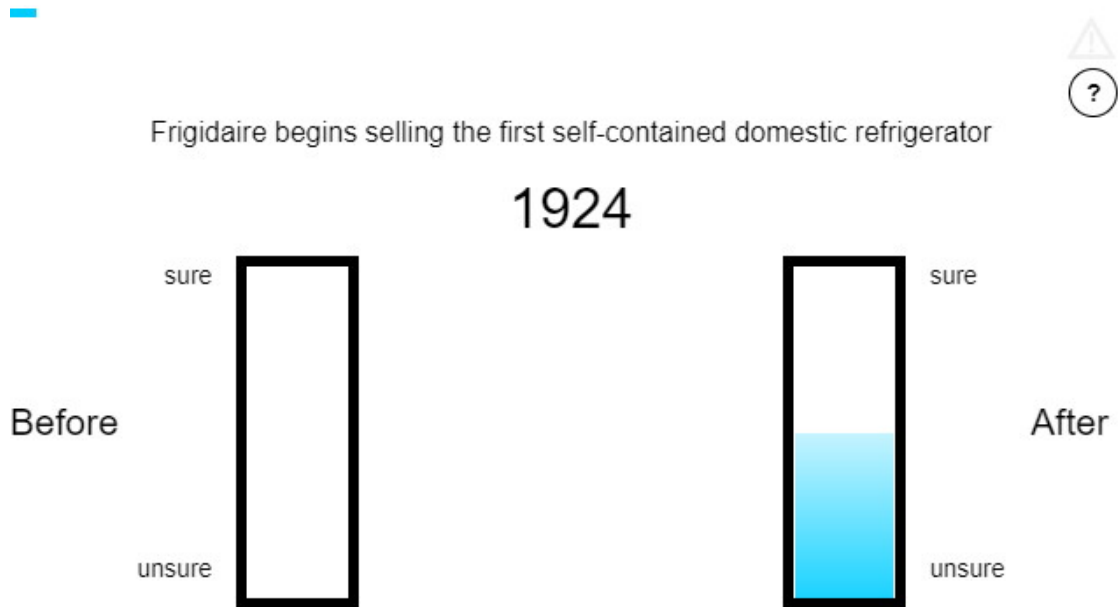 ?
Frigidaire begins selling the first self-contained domestic refrigerator
1924
sure
sure
Before
After
unsure
unsure